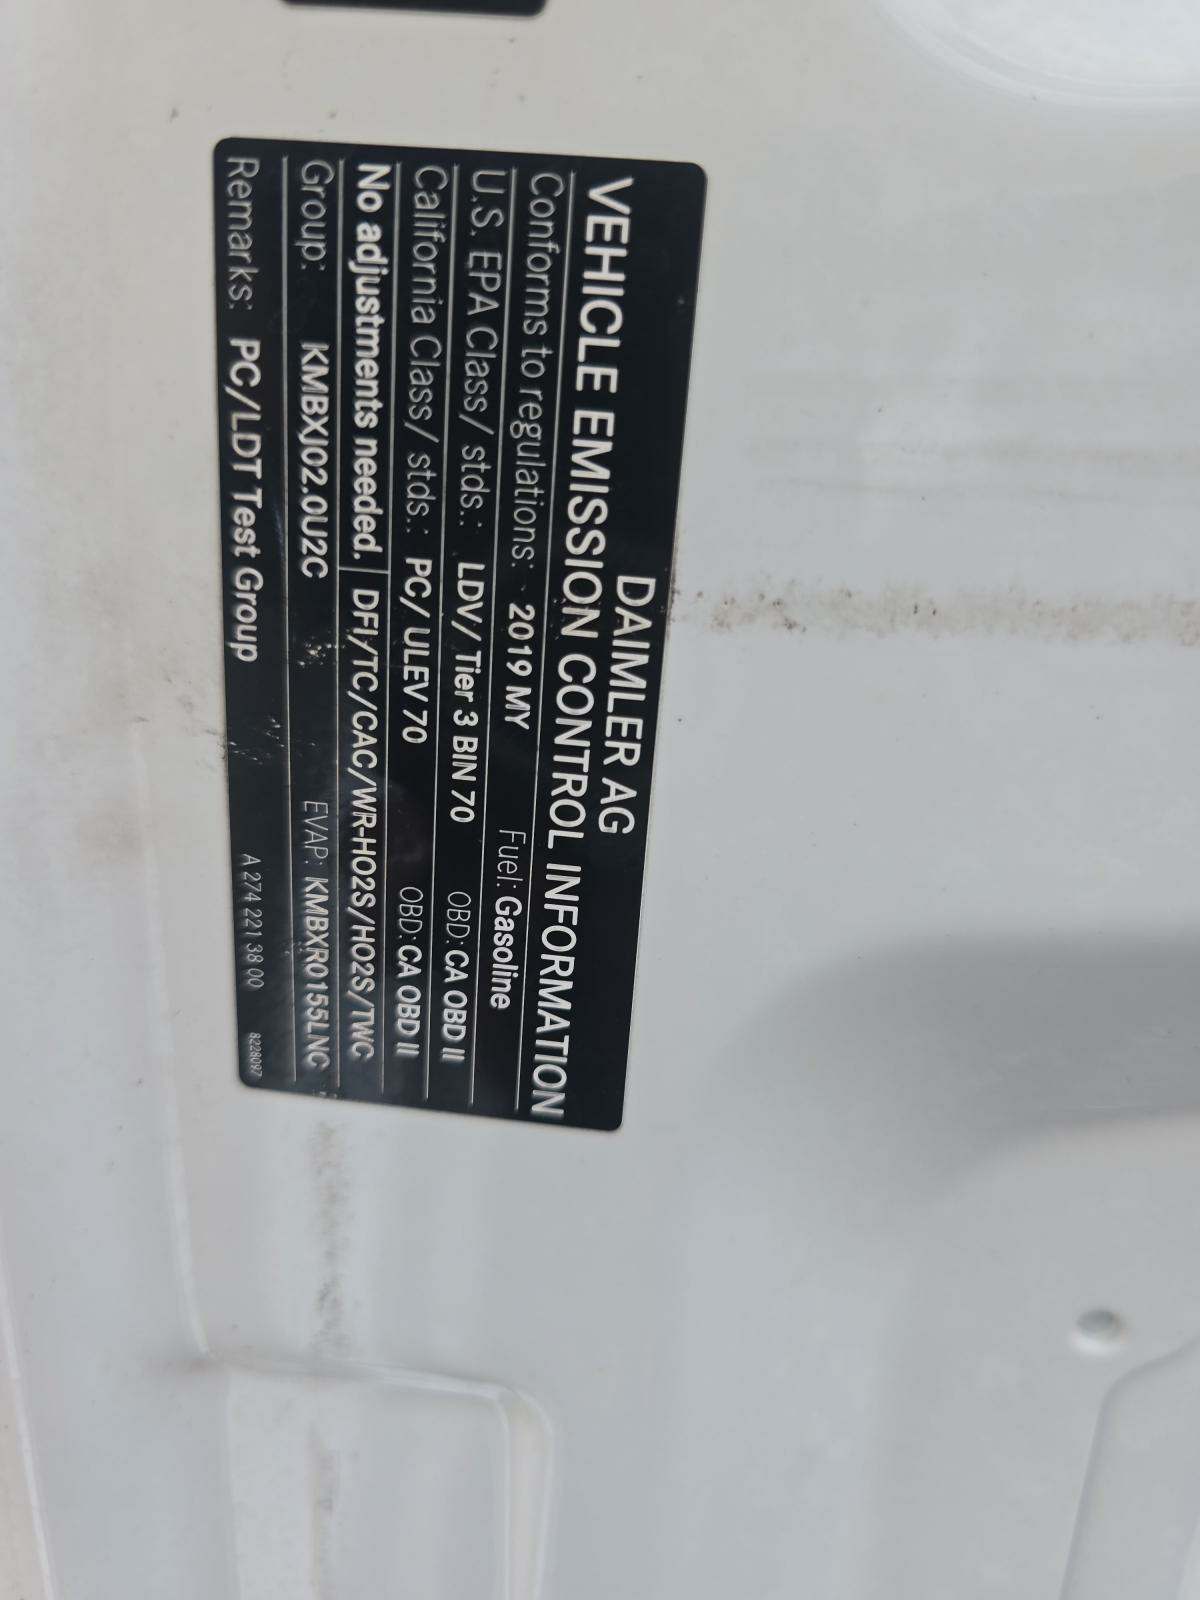 DAIMLER AG
VEHICLE EMISSION CONTROL INFORMATION
Conforms to regulations: 2019 MY Fuel: Gasoline
U.S. EPA Class/ stds.: LDV/ Tier 3 BIN 70 OBD: CA OBD II
California Class/ stds.: PC/ ULEV 70 OBD: CA OBD II
No adjustments needed. DFI/TC/CAC/WR-HO2S/HO2S/TWC
Group: KMBXJ02.0U2C EVAP: KMBXR0155LNC
Remarks: PC/LDT Test Group A 274 221 38 00 8228097